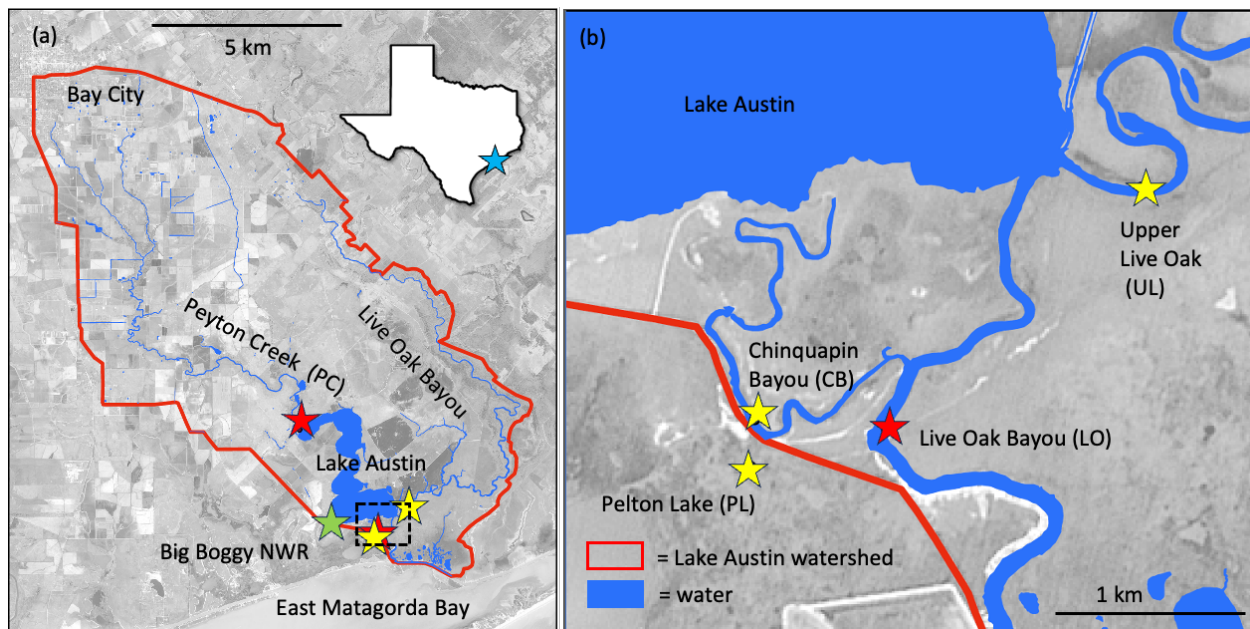 (a)
5 km
Bay City
Peyton Creek (PC)
Live Oak Bayou
Lake Austin
Big Boggy NWR
East Matagorda Bay
(b)
Lake Austin
Upper
Live Oak
(UL)
Chinquapin
Bayou (CB)
Live Oak Bayou (LO)
Pelton Lake (PL)
= Lake Austin watershed
= water
1 km